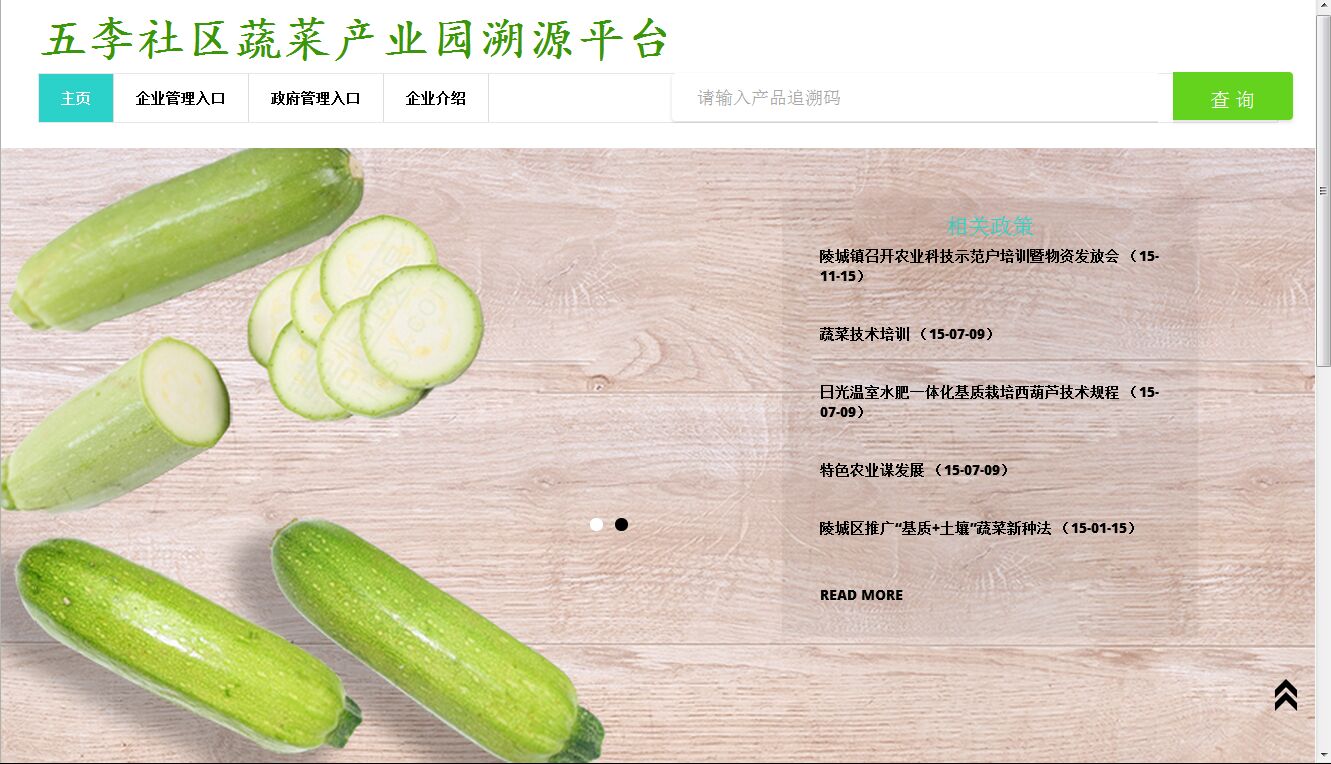 五李社区蔬菜产业园溯源平台
主页 企业管理入口 政府管理入口 企业介绍 请输入产品追溯码 查 询
相关政策
陵城镇召开农业科技示范户培训暨物资发放会 （15-
11-15）
蔬菜技术培训 （15-07-09）
日光温室水肥一体化基质栽培西葫芦技术规程 （15-
07-09）
特色农业谋发展 （15-07-09）
陵城区推广“基质+土壤”蔬菜新种法 （15-01-15）
READ MORE